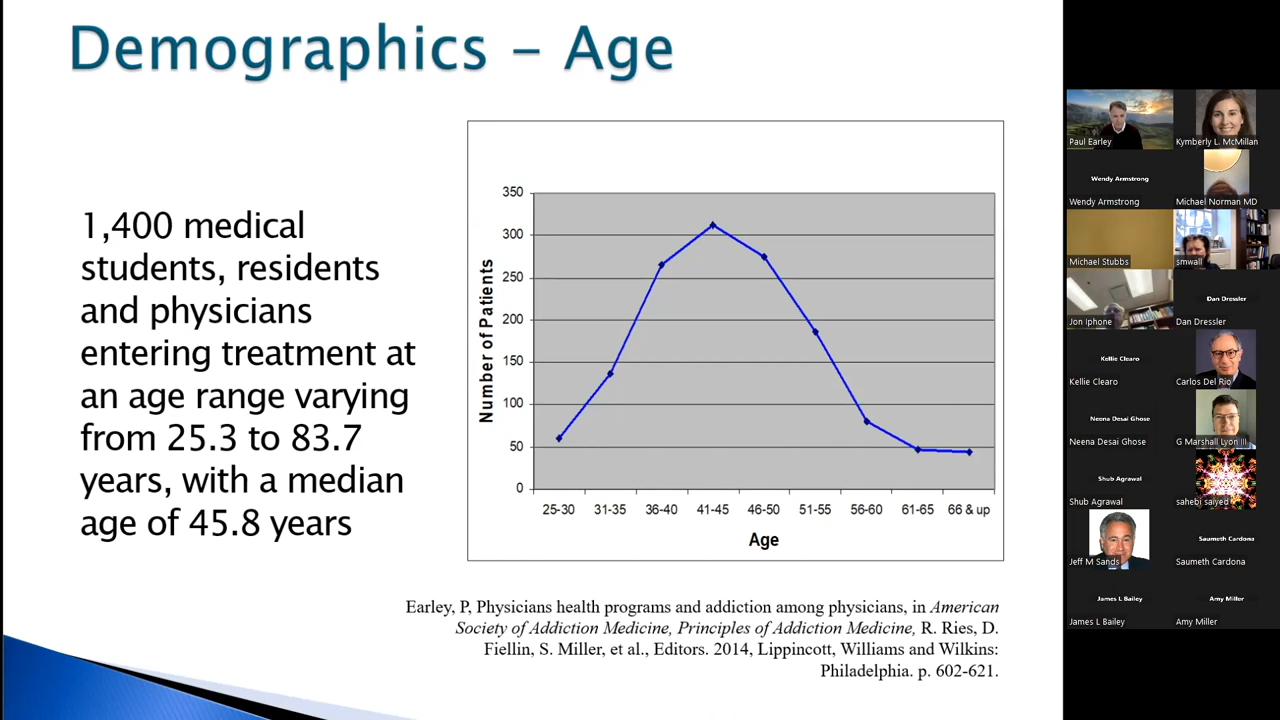 Demographics – Age
1,400 medical
students, residents
and physicians
entering treatment at
an age range varying
from 25.3 to 83.7
years, with a median
age of 45.8 years
Number of Patients
350
300
250
200
150
100
50
0
25-30 31-35 36-40 41-45 46-50 51-55 56-60 61-65 66 & up
Age
Earley, P, Physicians health programs and addiction among physicians, in American
Society of Addiction Medicine, Principles of Addiction Medicine, R. Ries, D.
Fiellin, S. Miller, et al., Editors. 2014, Lippincott, Williams and Wilkins:
Philadelphia. p. 602-621.
Paul Earley
Kymberly L. McMillan
Wendy Armstrong
Wendy Armstrong
Michael Norman MD
Michael Stubbs
smwall
Jon Iphone
Dan Dressler
Dan Dressler
Kellie Clearo
Kellie Clearo
Carlos Del Rio
Neena Desai Ghose
Neena Desai Ghose
G Marshall Lyon III
Shub Agrawal
Shub Agrawal
sahebi saiyed
Jeff M Sands
Saumeth Cardona
Saumeth Cardona
James L Bailey
James L Bailey
Amy Miller
Amy Miller